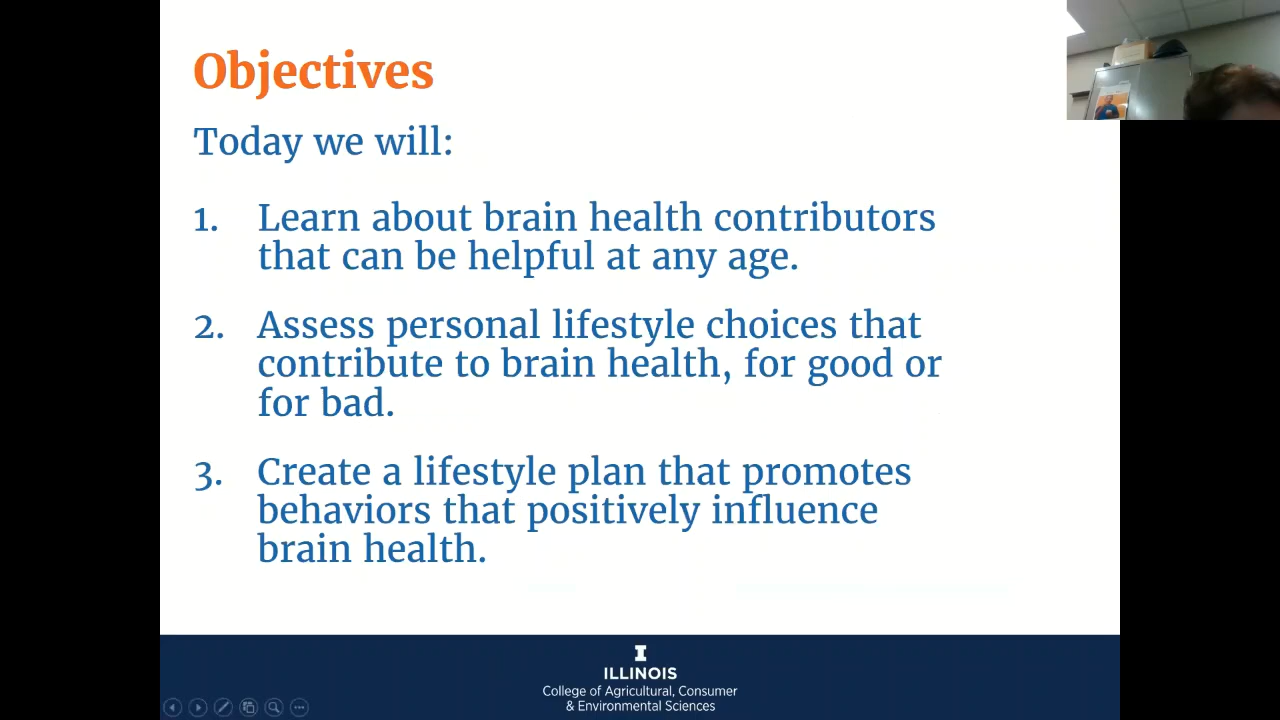 Objectives
Today we will:
1. Learn about brain health contributors
that can be helpful at any age.
2. Assess personal lifestyle choices that
contribute to brain health, for good or
for bad.
3. Create a lifestyle plan that promotes
behaviors that positively influence
brain health.
I
ILLINOIS
College of Agricultural, Consumer
& Environmental Sciences